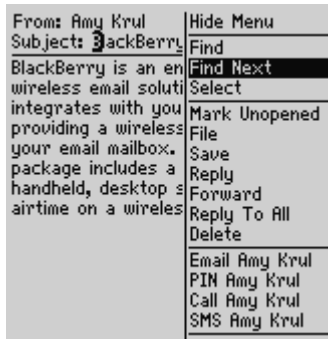 From: Amy Krul
Subject: BlackBerry
BlackBerry is an en
wireless email soluti
integrates with you
providing a wireless
your email mailbox.
package includes a
handheld, desktop s
airtime on a wireles
Hide Menu
Find
Find Next
Select
Mark Unopened
File
Save
Reply
Forward
Reply To All
Delete
Email Amy Krul
PIN Amy Krul
Call Amy Krul
SMS Amy Krul